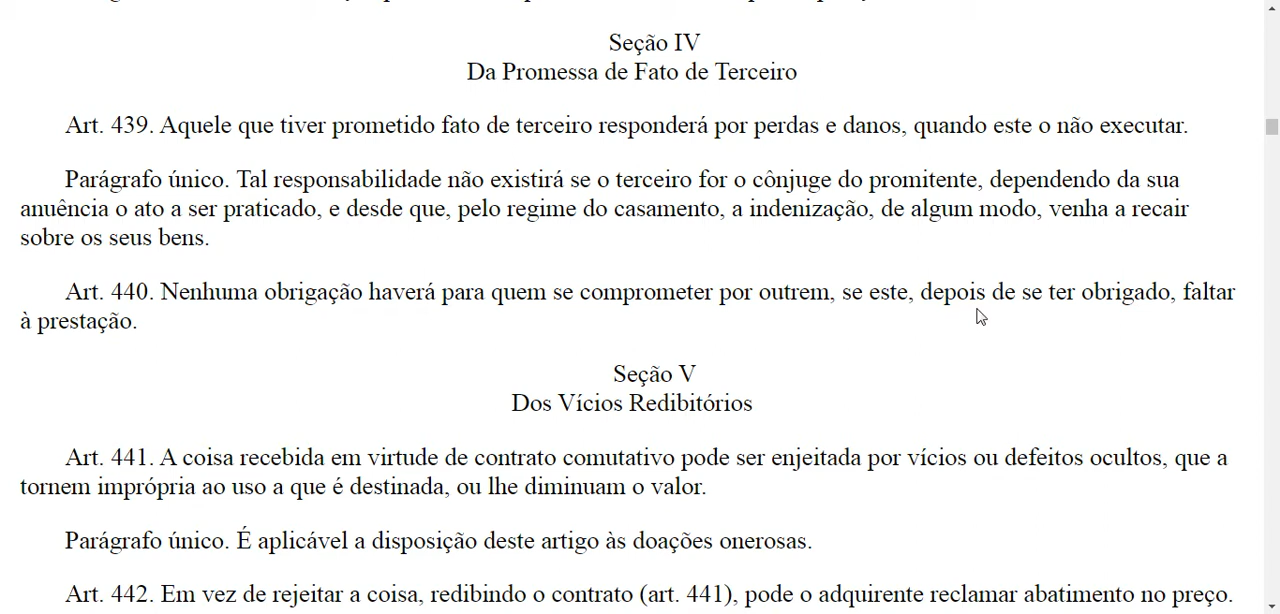 Seção IV
Da Promessa de Fato de Terceiro
Art. 439. Aquele que tiver prometido fato de terceiro responderá por perdas e danos, quando este o não executar.
Parágrafo único. Tal responsabilidade não existirá se o terceiro for o cônjuge do promitente, dependendo da sua
anuência o ato a ser praticado, e desde que, pelo regime do casamento, a indenização, de algum modo, venha a recair
sobre os seus bens.
Art. 440. Nenhuma obrigação haverá para quem se comprometer por outrem, se este, depois de se ter obrigado, faltar
à prestação.
Seção V
Dos Vícios Redibitórios
Art. 441. A coisa recebida em virtude de contrato comutativo pode ser enjeitada por vícios ou defeitos ocultos, que a
tornem imprópria ao uso a que é destinada, ou lhe diminuam o valor.
Parágrafo único. É aplicável a disposição deste artigo às doações onerosas.
Art. 442. Em vez de rejeitar a coisa, redibindo o contrato (art. 441), pode o adquirente reclamar abatimento no preço.